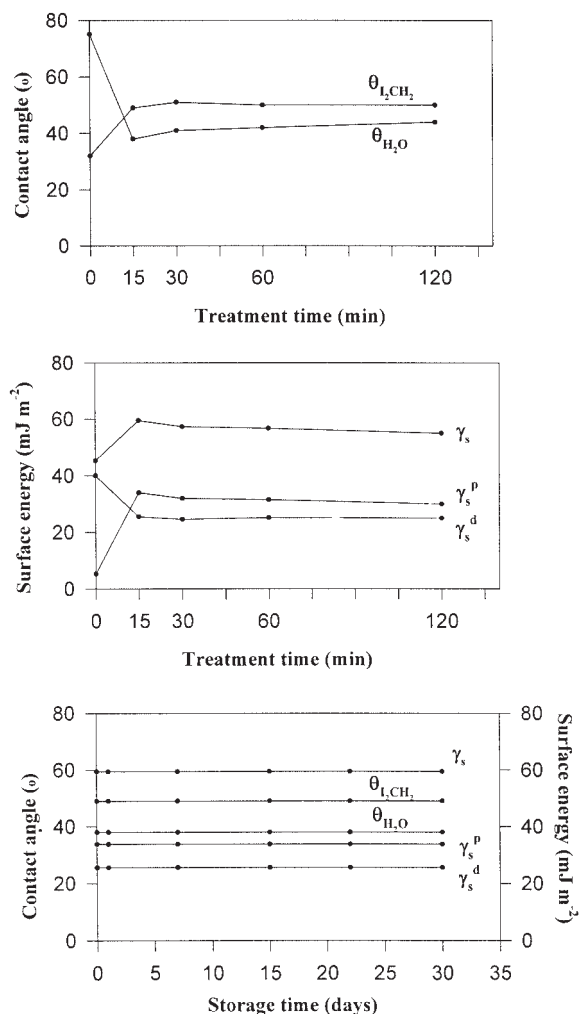 80
60
40
20
0
Contact angle (o)
θI₂CH₂
θH₂O
0 15 30 60 120
Treatment time (min)
80
60
40
20
0
Surface energy (mJ m⁻²)
γₛ
γₛᵖ
γₛᵈ
0 15 30 60 120
Treatment time (min)
80
60
40
20
0
Contact angle (o)
γₛ
θI₂CH₂
θH₂O
γₛᵖ
γₛᵈ
80
60
40
20
0
Surface energy (mJ m⁻²)
0 5 10 15 20 25 30 35
Storage time (days)